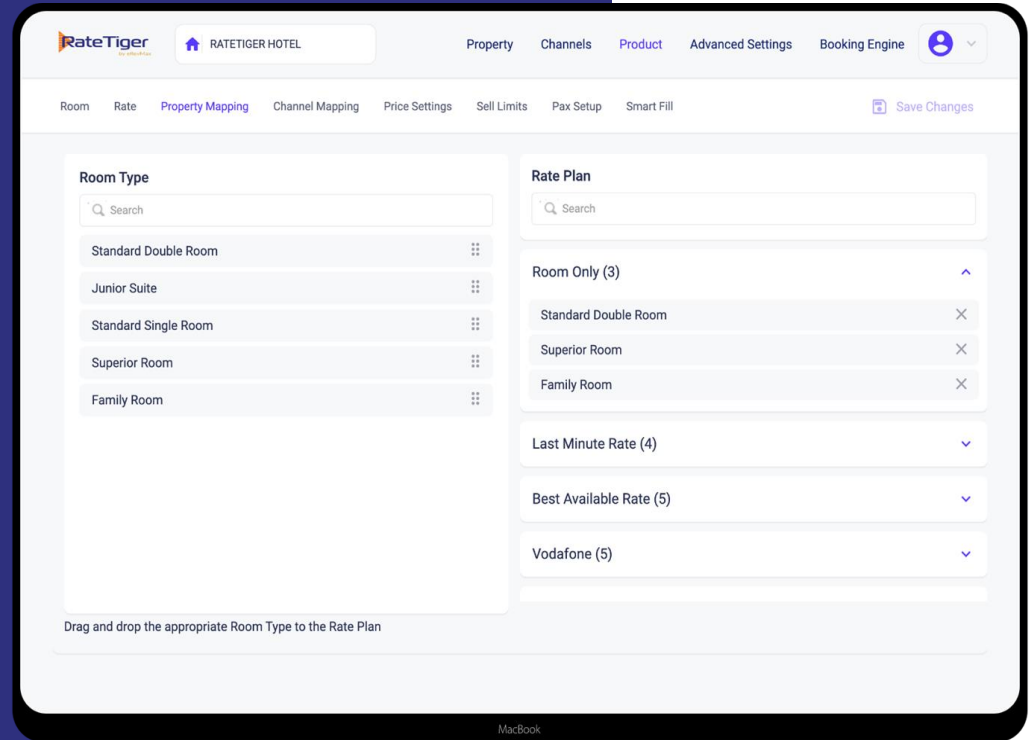 RateTiger
RATETIGER HOTEL
Property
Channels
Product
Advanced Settings
Booking Engine
Room
Rate
Property Mapping
Channel Mapping
Price Settings
Sell Limits
Pax Setup
Smart Fill
Save Changes
Room Type
Search
Standard Double Room
Junior Suite
Standard Single Room
Superior Room
Family Room
Rate Plan
Search
Room Only (3)
Standard Double Room
Superior Room
Family Room
Last Minute Rate (4)
Best Available Rate (5)
Vodafone (5)
Drag and drop the appropriate Room Type to the Rate Plan
MacBook